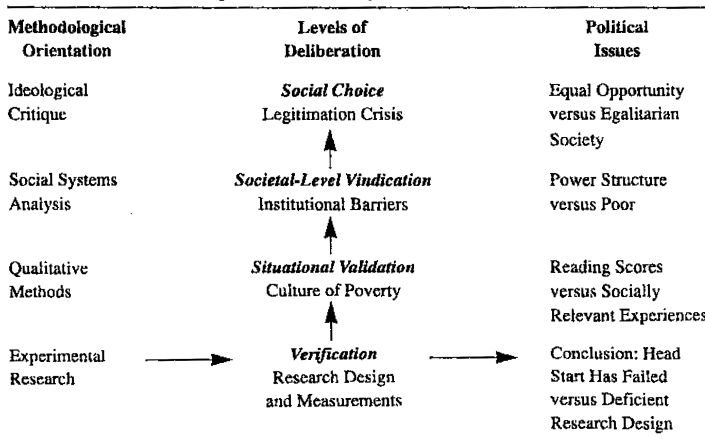 Methodological Levels of Political
Orientation Deliberation Issues
Ideological Social Choice Equal Opportunity
Critique Legitimation Crisis versus Egalitarian
Society
Social Systems Societal-Level Vindication Power Structure
Analysis Institutional Barriers versus Poor
Qualitative Situational Validation Reading Scores
Methods Culture of Poverty versus Socially
Relevant Experiences
Experimental Verification Conclusion: Head
Research Research Design Start Has Failed
and Measurements versus Deficient
Research Design